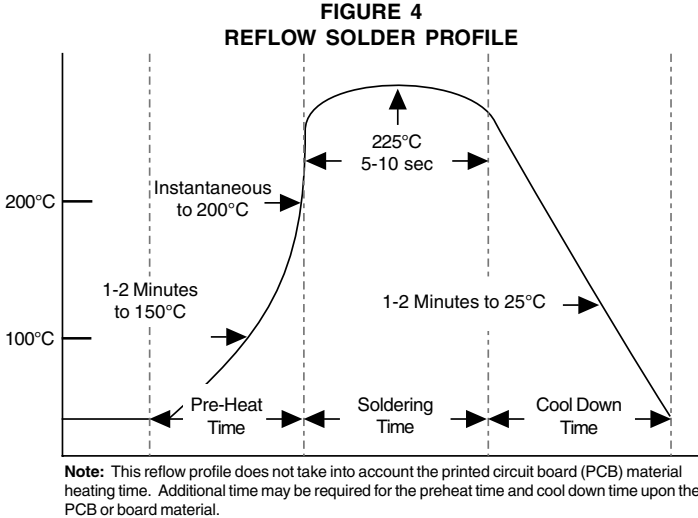 FIGURE 4
REFLOW SOLDER PROFILE
225°C
5-10 sec
Instantaneous
to 200°C
200°C
1-2 Minutes
to 150°C
1-2 Minutes to 25°C
100°C
Pre-Heat
Time
Soldering
Time
Cool Down
Time
Note: This reflow profile does not take into account the printed circuit board (PCB) material
heating time. Additional time may be required for the preheat time and cool down time upon the
PCB or board material.